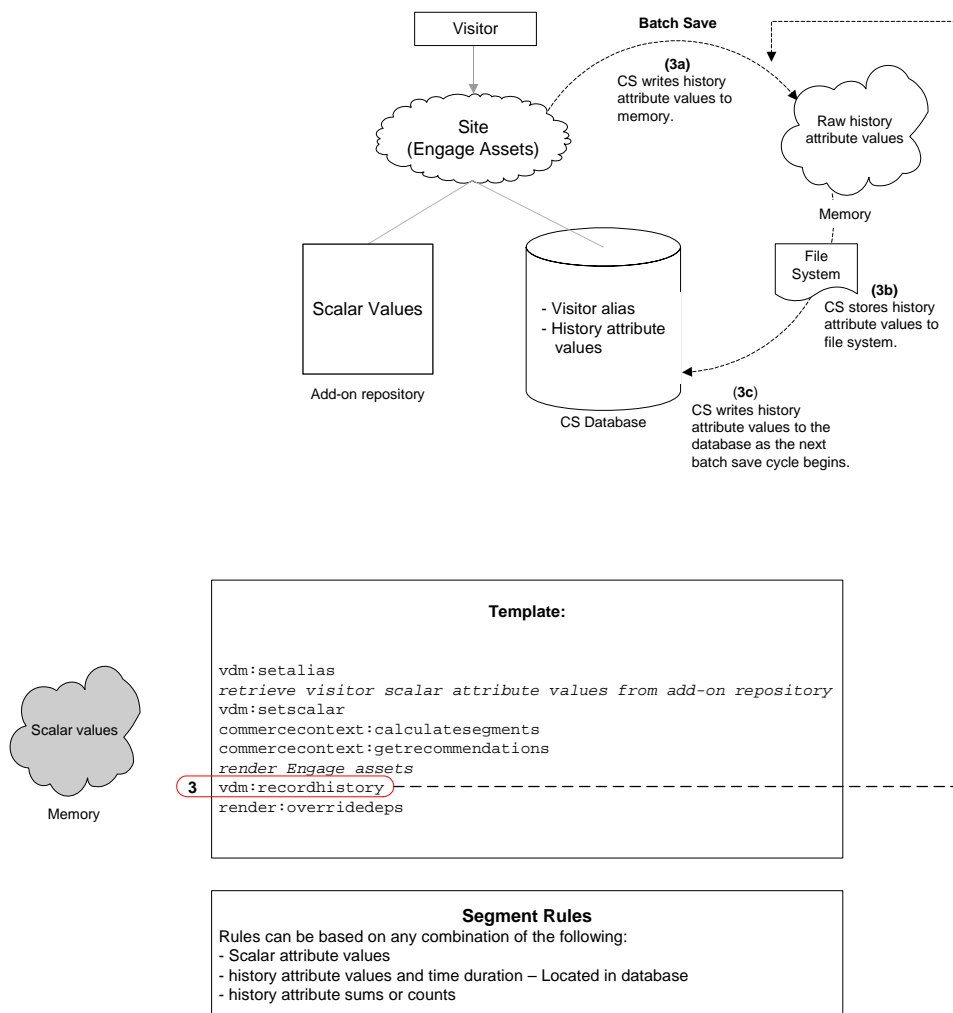 Visitor
Batch Save
(3a)
CS writes history
attribute values to
memory.
Site
(Engage Assets)
Raw history
attribute values
Memory
File
System
(3b)
CS stores history
attribute values to
file system.
Scalar Values
Add-on repository
- Visitor alias
- History attribute
values
CS Database
(3c)
CS writes history
attribute values to the
database as the next
batch save cycle begins.
Template:
vdm:setalias
retrieve visitor scalar attribute values from add-on repository
vdm:setscalar
commercecontext:calculatesegments
commercecontext:getrecommendations
render Engage assets
3 vdm:recordhistory
render:overridedeps
Scalar values
Memory
Segment Rules
Rules can be based on any combination of the following:
- Scalar attribute values
- history attribute values and time duration – Located in database
- history attribute sums or counts